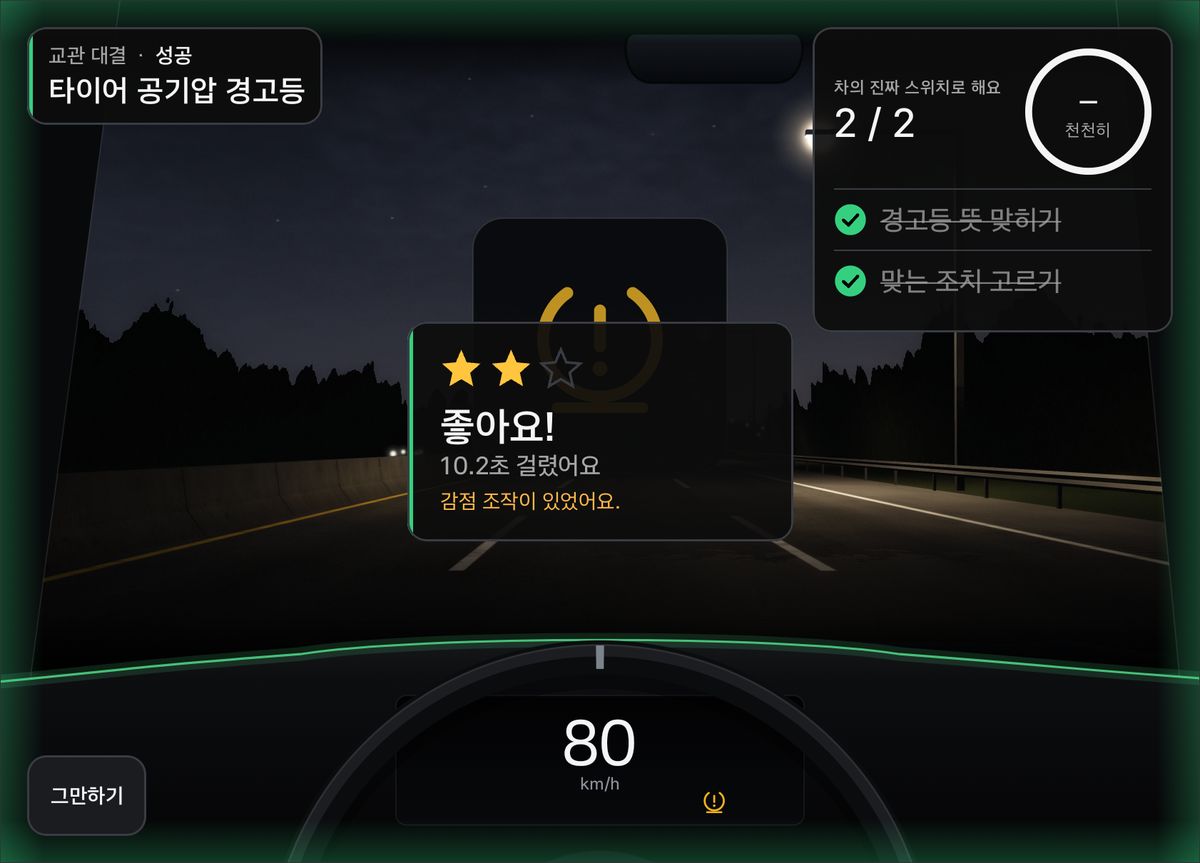 교관 대결 · 성공
타이어 공기압 경고등
차의 진짜 스위치로 해요
2 / 2
–
천천히
경고등 뜻 맞히기
맞는 조치 고르기
좋아요!
10.2초 걸렸어요
감점 조작이 있었어요.
80
km/h
그만하기